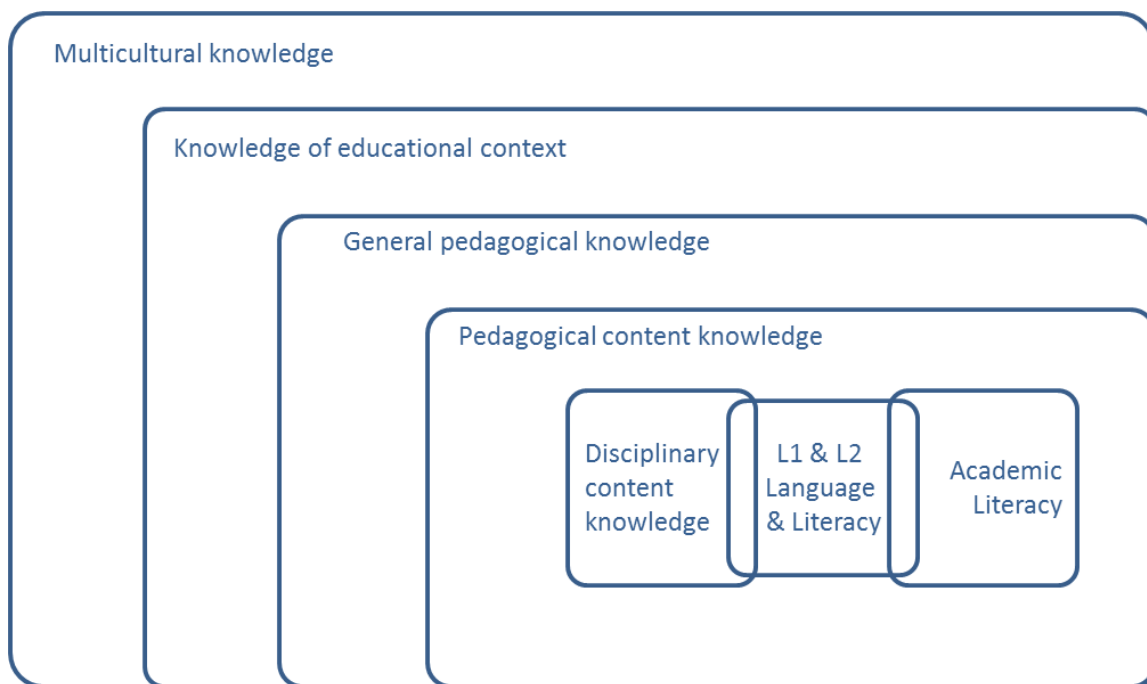 Multicultural knowledge
Knowledge of educational context
General pedagogical knowledge
Pedagogical content knowledge
Disciplinary
content
knowledge
L1 & L2
Language
& Literacy
Academic
Literacy